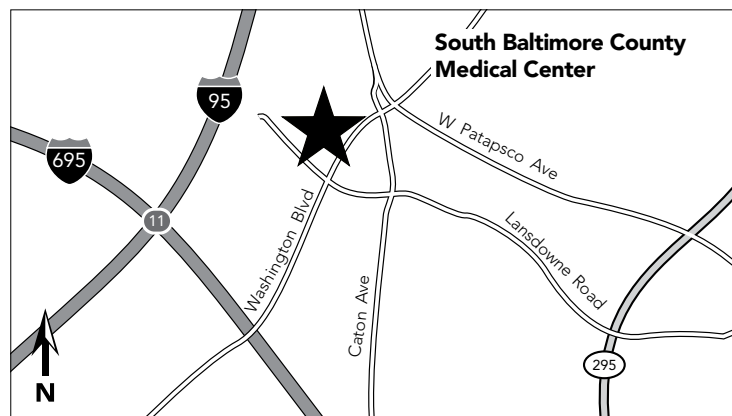 South Baltimore County
Medical Center
95
W Patapsco Ave
695
11
Washington Blvd
Lansdowne Road
Caton Ave
295
N